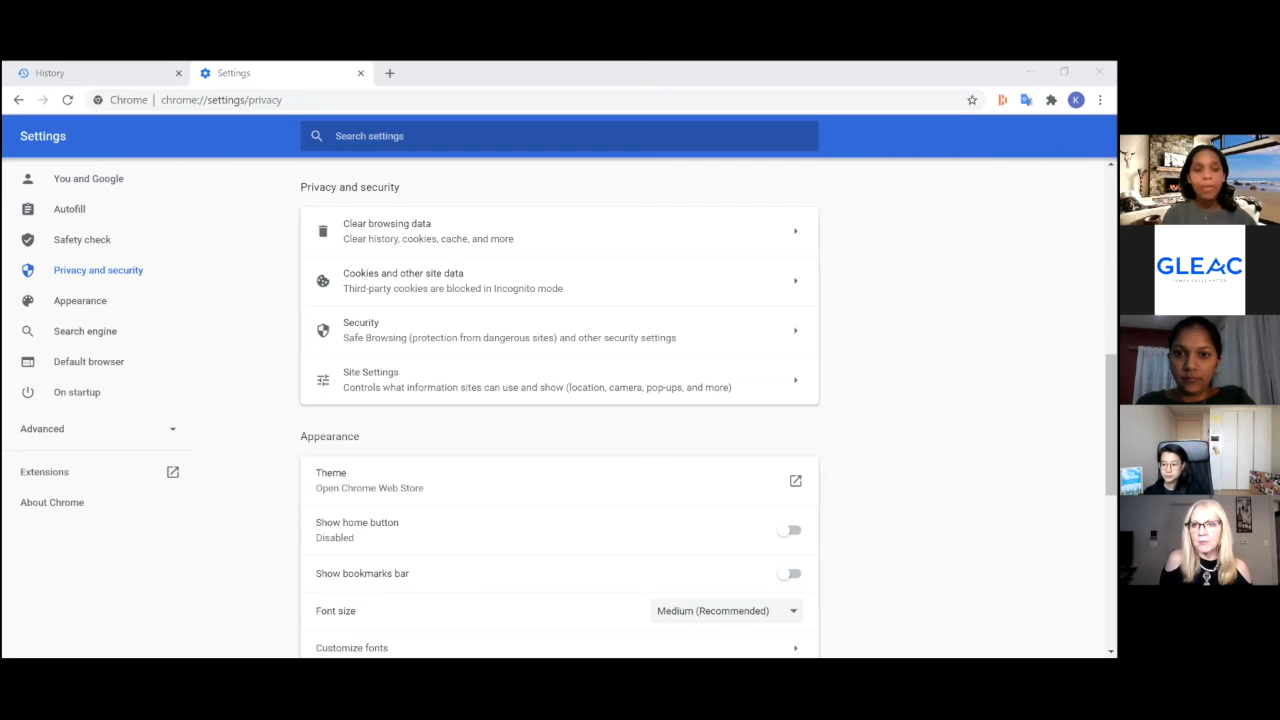 History
Settings
Chrome | chrome://settings/privacy
K
Settings
Search settings
You and Google
Autofill
Safety check
Privacy and security
Appearance
Search engine
Default browser
On startup
Advanced
Extensions
About Chrome
Privacy and security
Clear browsing data
Clear history, cookies, cache, and more
Cookies and other site data
Third-party cookies are blocked in Incognito mode
Security
Safe Browsing (protection from dangerous sites) and other security settings
Site Settings
Controls what information sites can use and show (location, camera, pop-ups, and more)
Appearance
Theme
Open Chrome Web Store
Show home button
Disabled
Show bookmarks bar
Font size
Medium (Recommended)
Customize fonts
GLEAC